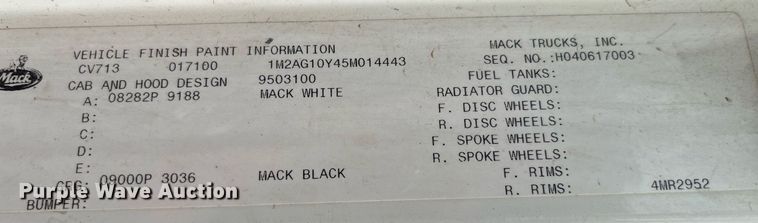 Mack
VEHICLE FINISH PAINT INFORMATION
CV713 017100 1M2AG10Y45M014443
CAB AND HOOD DESIGN 9503100
A: 08282P 9188 MACK WHITE
B:
C:
D:
E:
09000P 3036 MACK BLACK
BUMPER:
MACK TRUCKS, INC.
SEQ. NO.:H040617003
FUEL TANKS:
RADIATOR GUARD:
F. DISC WHEELS:
R. DISC WHEELS:
F. SPOKE WHEELS:
R. SPOKE WHEELS:
F. RIMS:
R. RIMS: 4MR2952
Purple Wave Auction